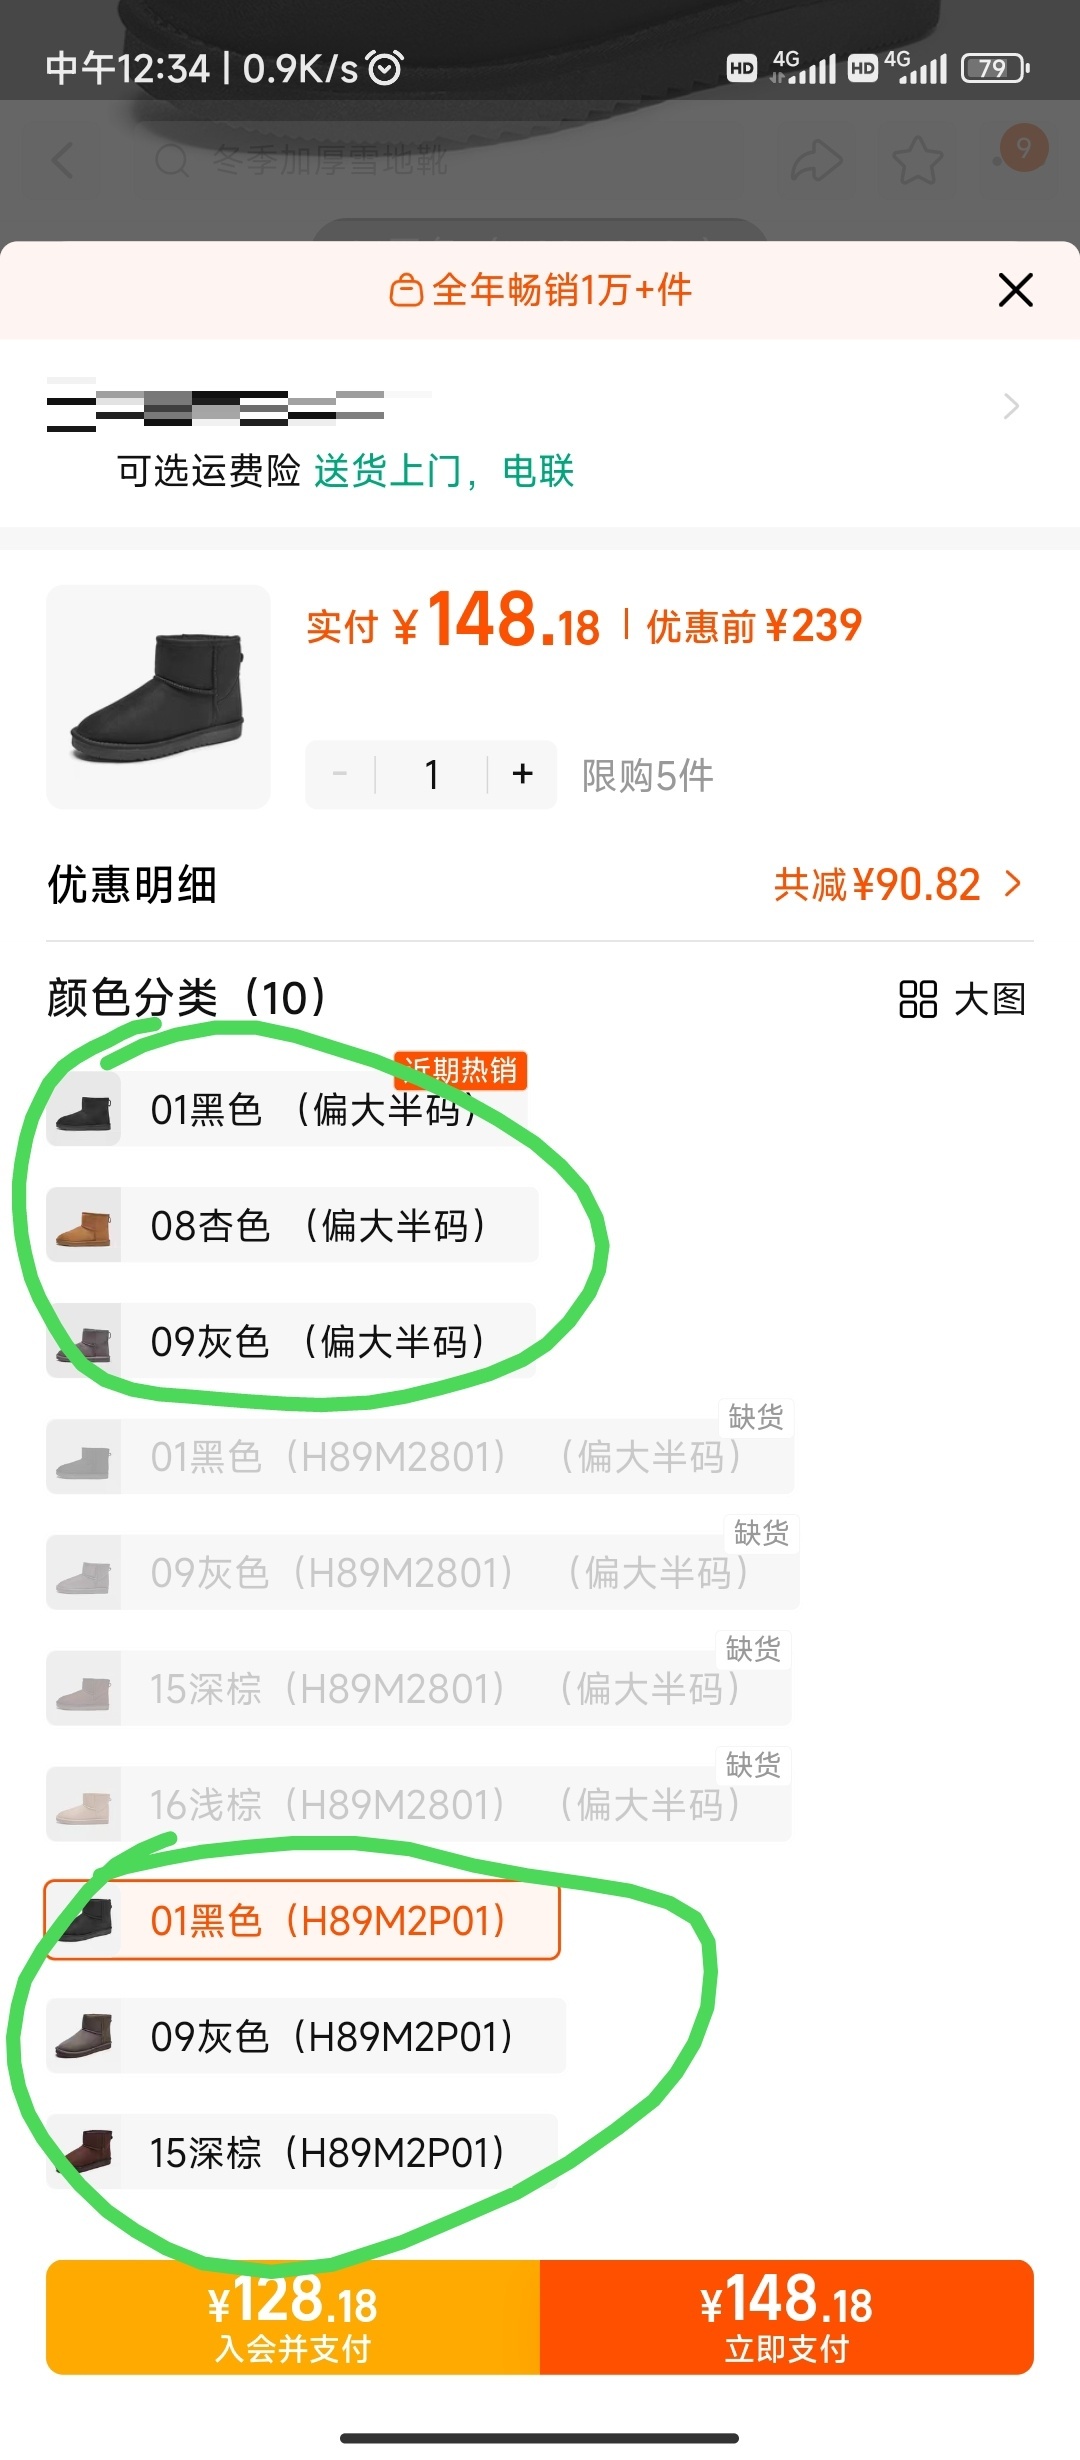 中午12:34 | 0.9K/s
HD 4G HD 4G 79
冬季加厚雪地靴
9
全年畅销1万+件
可选运费险 送货上门，电联
实付 ¥148.18 | 优惠前 ¥239
- 1 + 限购5件
优惠明细
共减¥90.82
颜色分类（10）
大图
近期热销
01黑色 （偏大半码）
08杏色 （偏大半码）
09灰色 （偏大半码）
缺货
01黑色（H89M2801） （偏大半码）
缺货
09灰色（H89M2801） （偏大半码）
缺货
15深棕（H89M2801） （偏大半码）
缺货
16浅棕（H89M2801） （偏大半码）
01黑色（H89M2P01）
09灰色（H89M2P01）
15深棕（H89M2P01）
¥128.18
入会并支付
¥148.18
立即支付